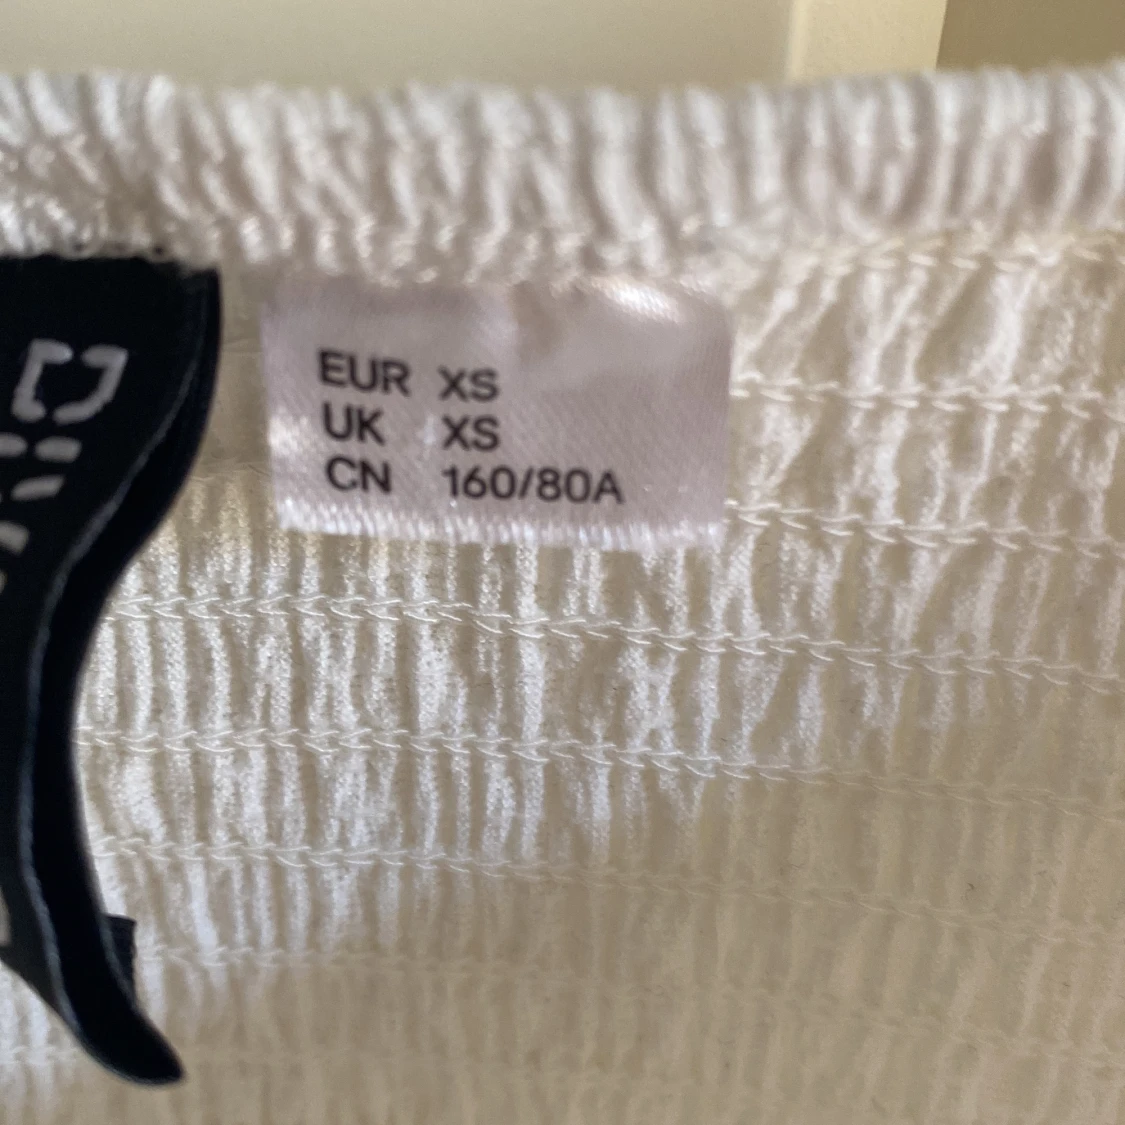 EUR XS
UK XS
CN 160/80A